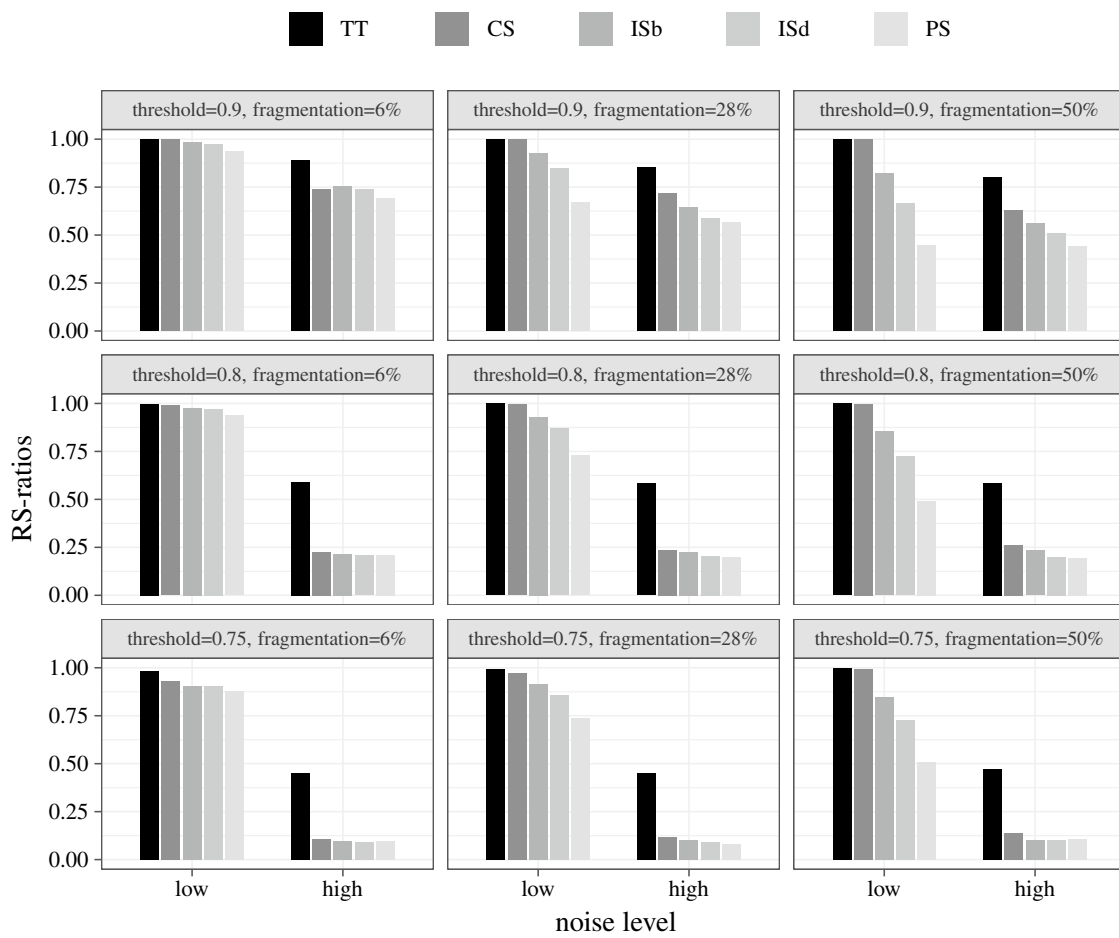 TT CS ISb ISd PS
threshold=0.9, fragmentation=6% threshold=0.9, fragmentation=28% threshold=0.9, fragmentation=50%
1.00
0.75
0.50
0.25
0.00
threshold=0.8, fragmentation=6% threshold=0.8, fragmentation=28% threshold=0.8, fragmentation=50%
1.00
0.75
0.50
0.25
0.00
RS-ratios
threshold=0.75, fragmentation=6% threshold=0.75, fragmentation=28% threshold=0.75, fragmentation=50%
1.00
0.75
0.50
0.25
0.00
low high low high low high
noise level